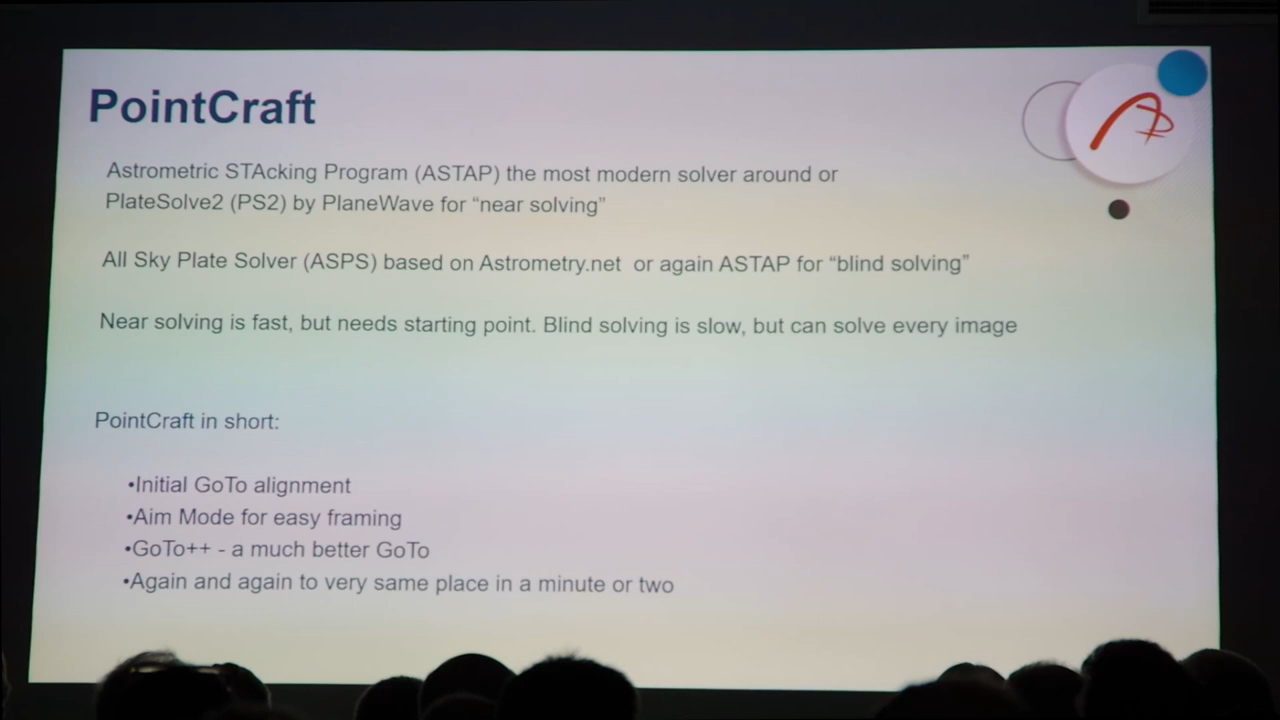 PointCraft
Astrometric STAcking Program (ASTAP) the most modern solver around or
PlateSolve2 (PS2) by PlaneWave for “near solving”
All Sky Plate Solver (ASPS) based on Astrometry.net or again ASTAP for “blind solving”
Near solving is fast, but needs starting point. Blind solving is slow, but can solve every image
PointCraft in short:
•Initial GoTo alignment
•Aim Mode for easy framing
•GoTo++ - a much better GoTo
•Again and again to very same place in a minute or two